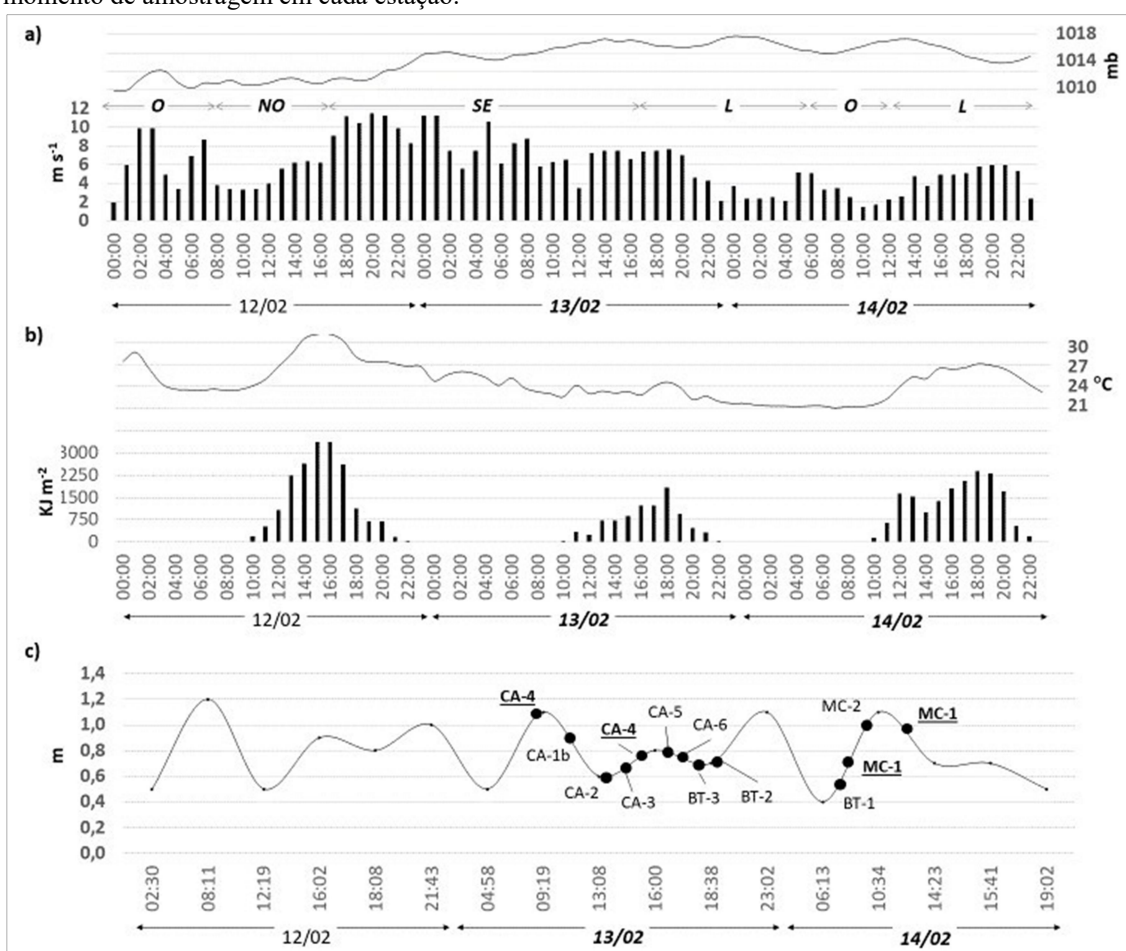 momento de amostragem em cada estação.
a)
1018
1014
1010
mb
O NO SE L O L
12
10
8
6
4
2
0
m s-1
00:00 02:00 04:00 06:00 08:00 10:00 12:00 14:00 16:00 18:00 20:00 22:00 00:00 02:00 04:00 06:00 08:00 10:00 12:00 14:00 16:00 18:00 20:00 22:00 00:00 02:00 04:00 06:00 08:00 10:00 12:00 14:00 16:00 18:00 20:00 22:00
12/02 13/02 14/02
b)
30
27
24
21
°C
3000
2250
1500
750
0
KJ m-2
00:00 02:00 04:00 06:00 08:00 10:00 12:00 14:00 16:00 18:00 20:00 22:00 00:00 02:00 04:00 06:00 08:00 10:00 12:00 14:00 16:00 18:00 20:00 22:00 00:00 02:00 04:00 06:00 08:00 10:00 12:00 14:00 16:00 18:00 20:00 22:00
12/02 13/02 14/02
c)
1,4
1,2
1,0
0,8
0,6
0,4
0,2
0,0
m
CA-4
CA-1b
CA-2
CA-3
CA-4
CA-5
CA-6
BT-3
BT-2
BT-1
MC-1
MC-2
MC-1
02:30 08:11 12:19 16:02 18:08 21:43 04:58 09:19 13:08 16:00 18:38 23:02 06:13 10:34 14:23 15:41 19:02
12/02 13/02 14/02